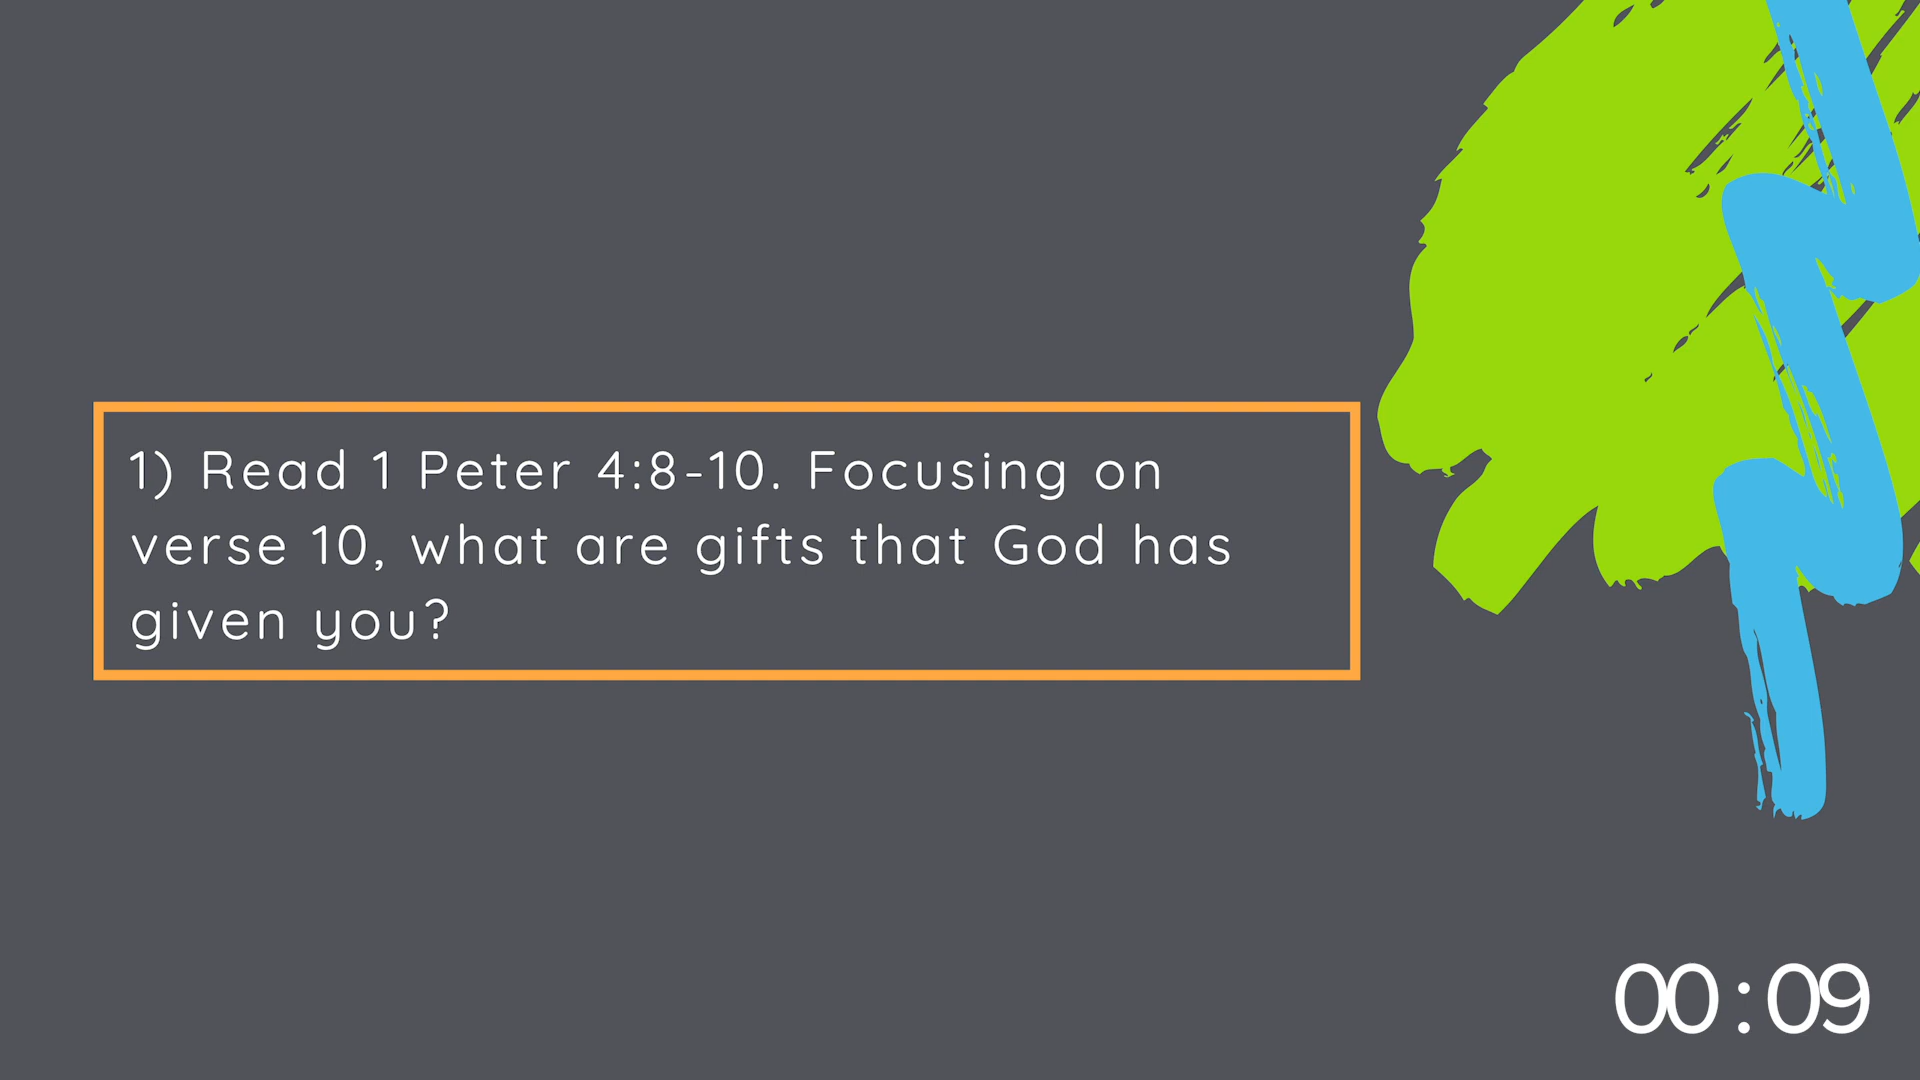 1) Read 1 Peter 4:8-10. Focusing on
verse 10, what are gifts that God has
given you?
00:09